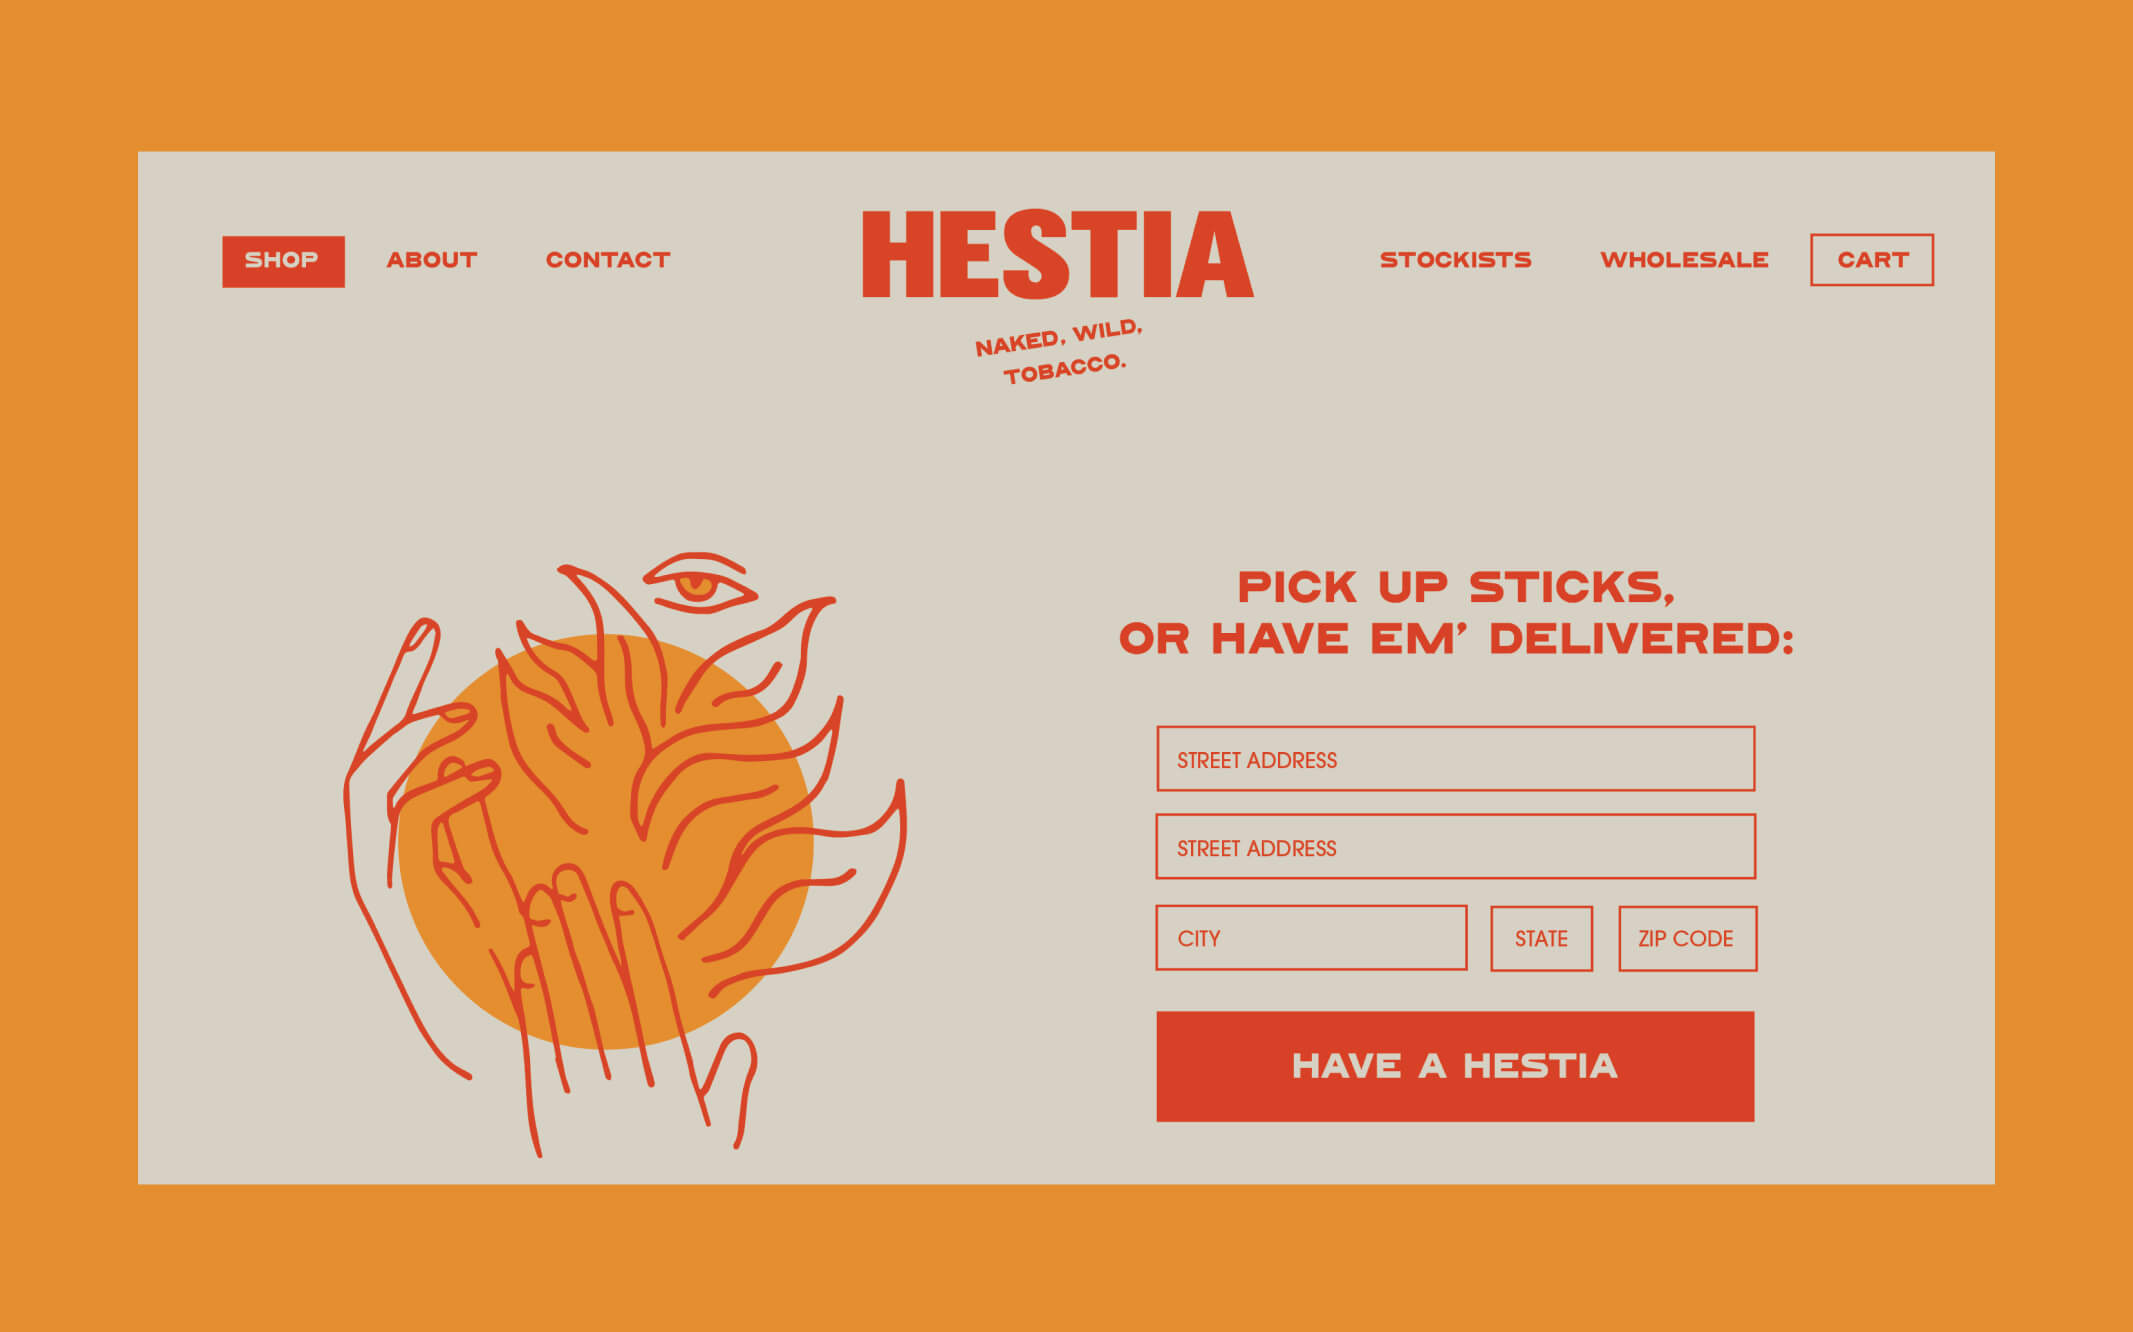 SHOP ABOUT CONTACT HESTIA STOCKISTS WHOLESALE CART
NAKED, WILD,
TOBACCO.
PICK UP STICKS,
OR HAVE EM’ DELIVERED:
STREET ADDRESS
STREET ADDRESS
CITY STATE ZIP CODE
HAVE A HESTIA